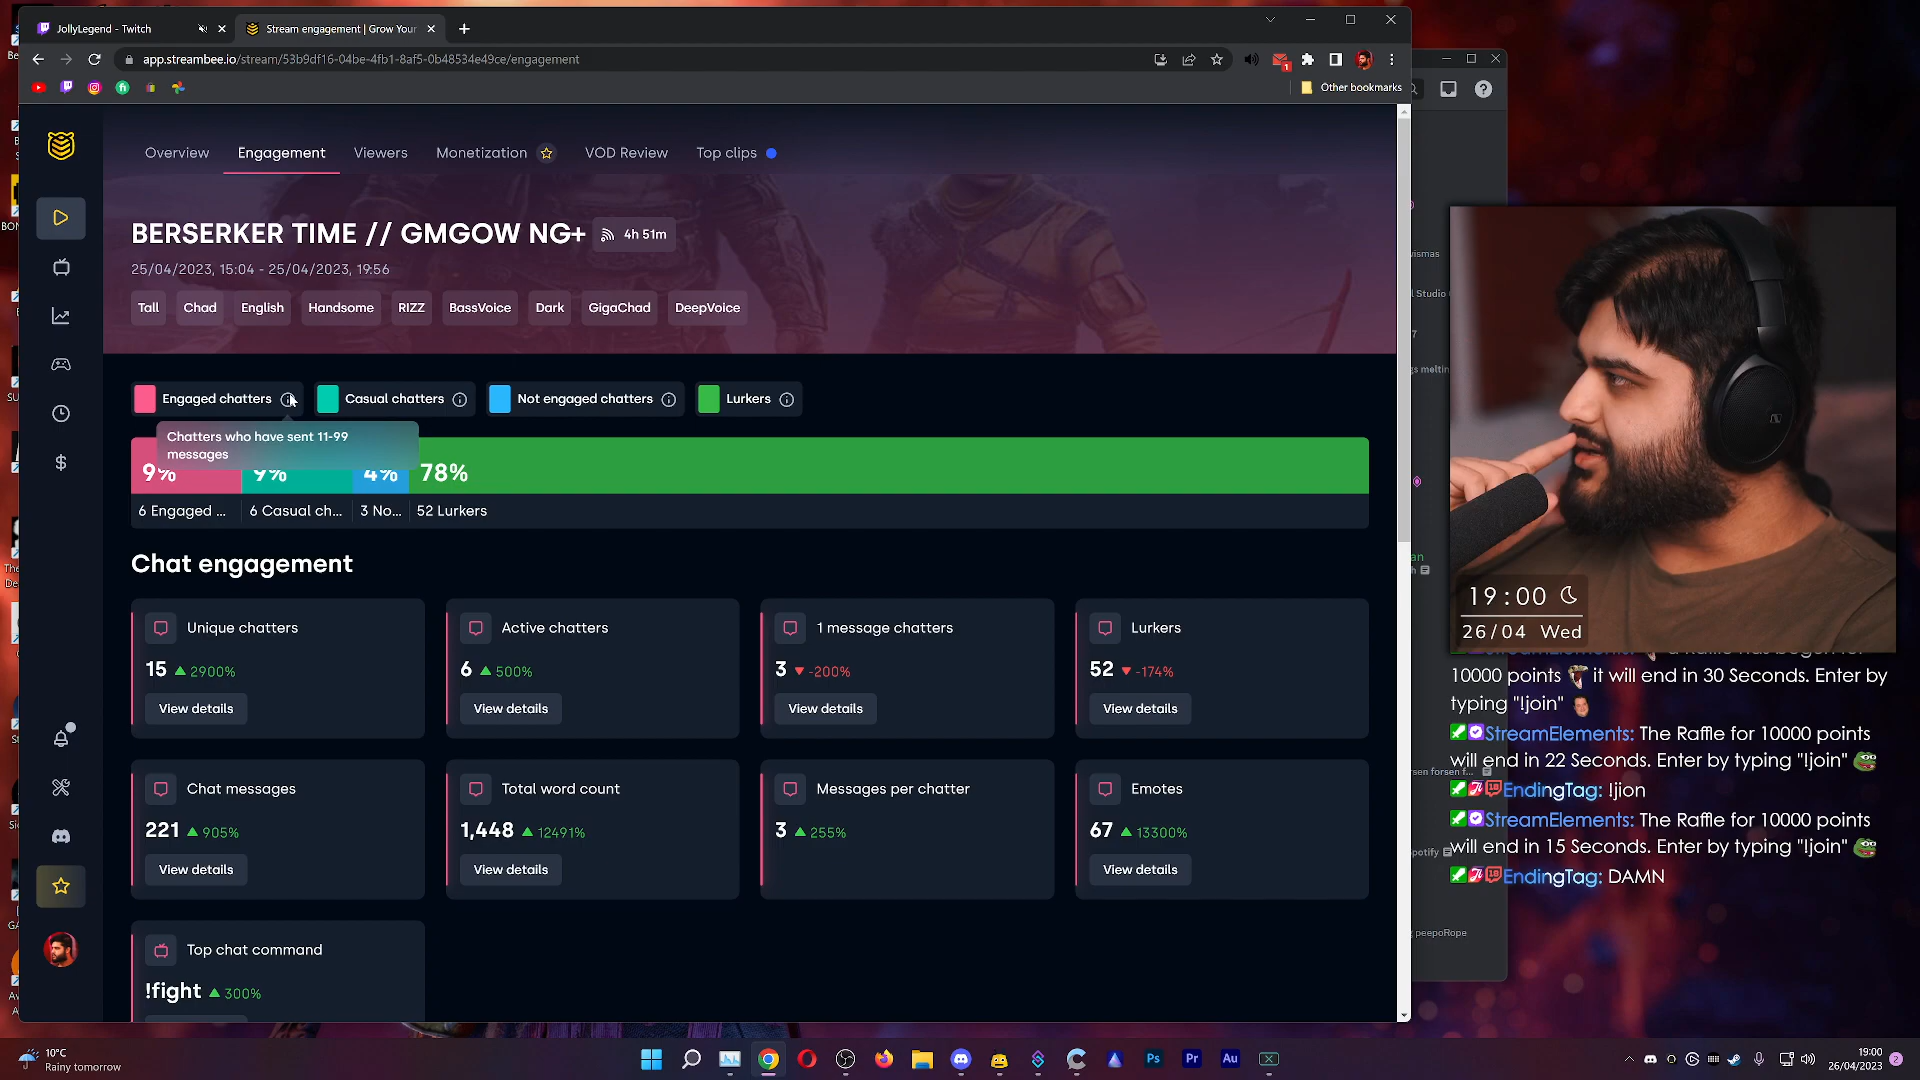 JollyLegend - Twitch
Stream engagement | Grow Your
app.streambee.io/stream/53b9df16-04be-4fb1-8af5-0b48534e49ce/engagement
1
Other bookmarks
Overview Engagement Viewers Monetization VOD Review Top clips
BERSERKER TIME // GMGOW NG+ 4h 51m
25/04/2023, 15:04 - 25/04/2023, 19:56
Tall Chad English Handsome RIZZ BassVoice Dark GigaChad DeepVoice
Engaged chatters Casual chatters Not engaged chatters Lurkers
Chatters who have sent 11-99
messages
9% 9% 4% 78%
6 Engaged ... 6 Casual ch... 3 No... 52 Lurkers
Chat engagement
Unique chatters
15 2900%
View details
Active chatters
6 500%
View details
1 message chatters
3 -200%
View details
Lurkers
52 -174%
View details
Chat messages
221 905%
View details
Total word count
1,448 12491%
View details
Messages per chatter
3 255%
Emotes
67 13300%
View details
Top chat command
!fight 300%
19:00
26/04 Wed
10000 points it will end in 30 Seconds. Enter by
typing "!join"
StreamElements: The Raffle for 10000 points
will end in 22 Seconds. Enter by typing "!join"
EndingTag: !jion
StreamElements: The Raffle for 10000 points
will end in 15 Seconds. Enter by typing "!join"
EndingTag: DAMN
peepoRope
10°C
Rainy tomorrow
Ps Pr Au
19:00
26/04/2023 2